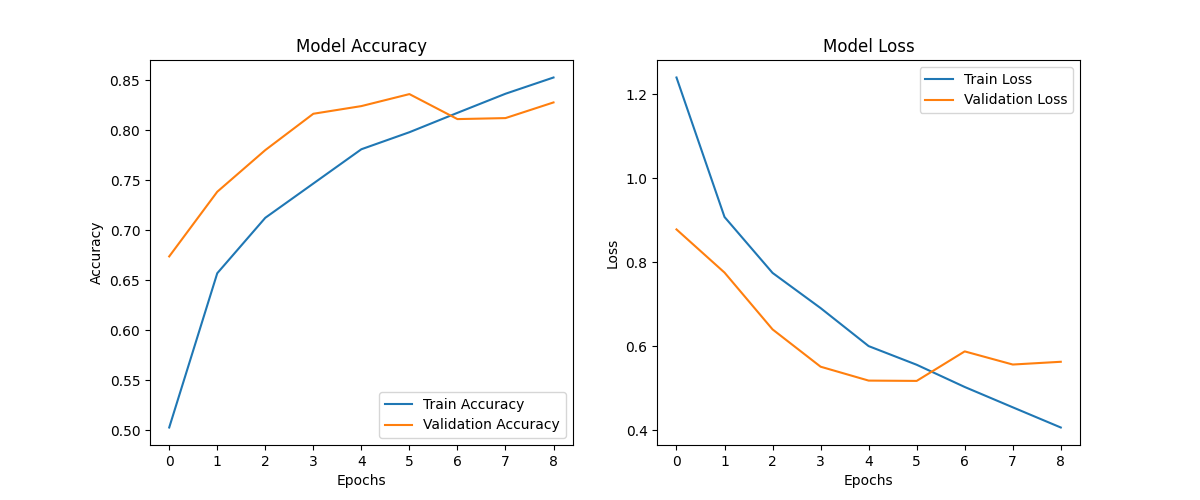 Model Accuracy
0.85
0.80
0.75
0.70
0.65
0.60
0.55
0.50
Accuracy
Train Accuracy
Validation Accuracy
0 1 2 3 4 5 6 7 8
Epochs
Model Loss
1.2
1.0
0.8
0.6
0.4
Loss
Train Loss
Validation Loss
0 1 2 3 4 5 6 7 8
Epochs